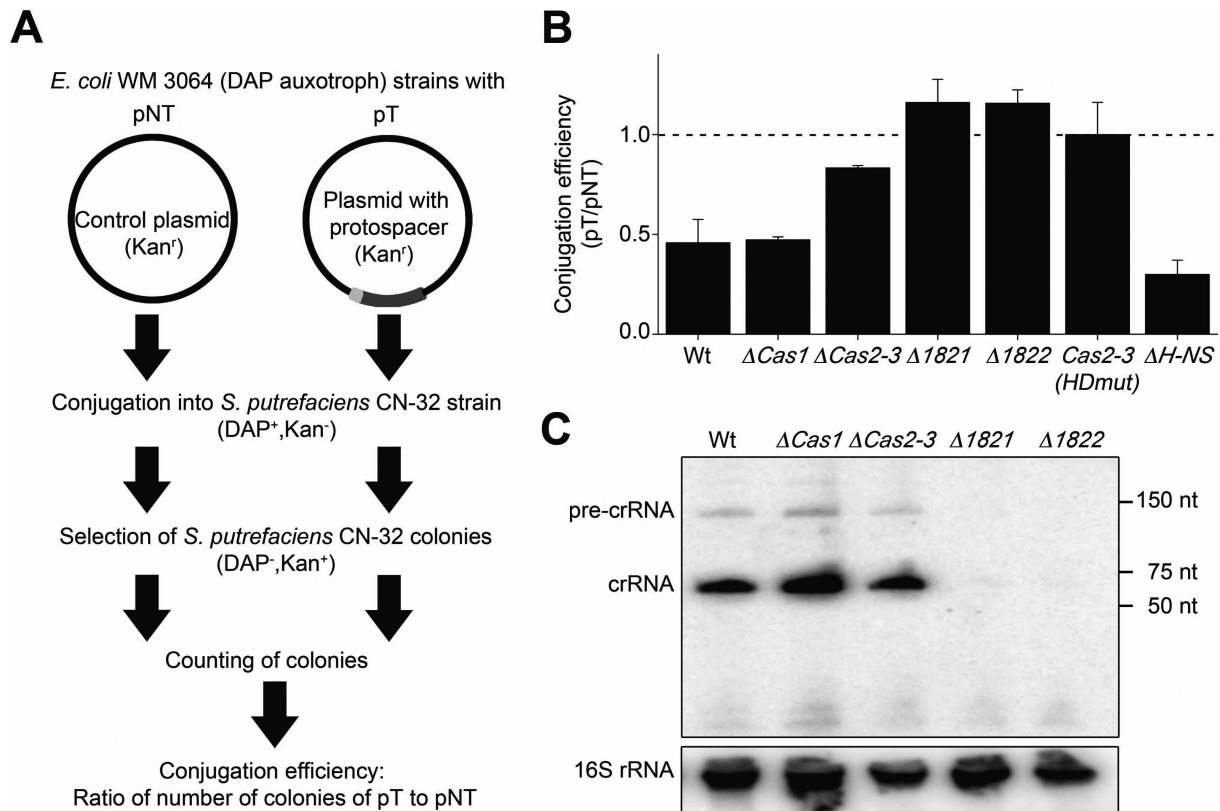 A
E. coli WM 3064 (DAP auxotroph) strains with
pNT
pT
Control plasmid
(Kanʳ)
Plasmid with
protospacer
(Kanʳ)
Conjugation into S. putrefaciens CN-32 strain
(DAP⁺,Kan⁻)
Selection of S. putrefaciens CN-32 colonies
(DAP⁻,Kan⁺)
Counting of colonies
Conjugation efficiency:
Ratio of number of colonies of pT to pNT
B
Conjugation efficiency
(pT/pNT)
1.0
0.5
0.0
Wt
ΔCas1
ΔCas2-3
Δ1821
Δ1822
Cas2-3
(HDmut)
ΔH-NS
C
Wt
ΔCas1
ΔCas2-3
Δ1821
Δ1822
pre-crRNA
crRNA
150 nt
75 nt
50 nt
16S rRNA